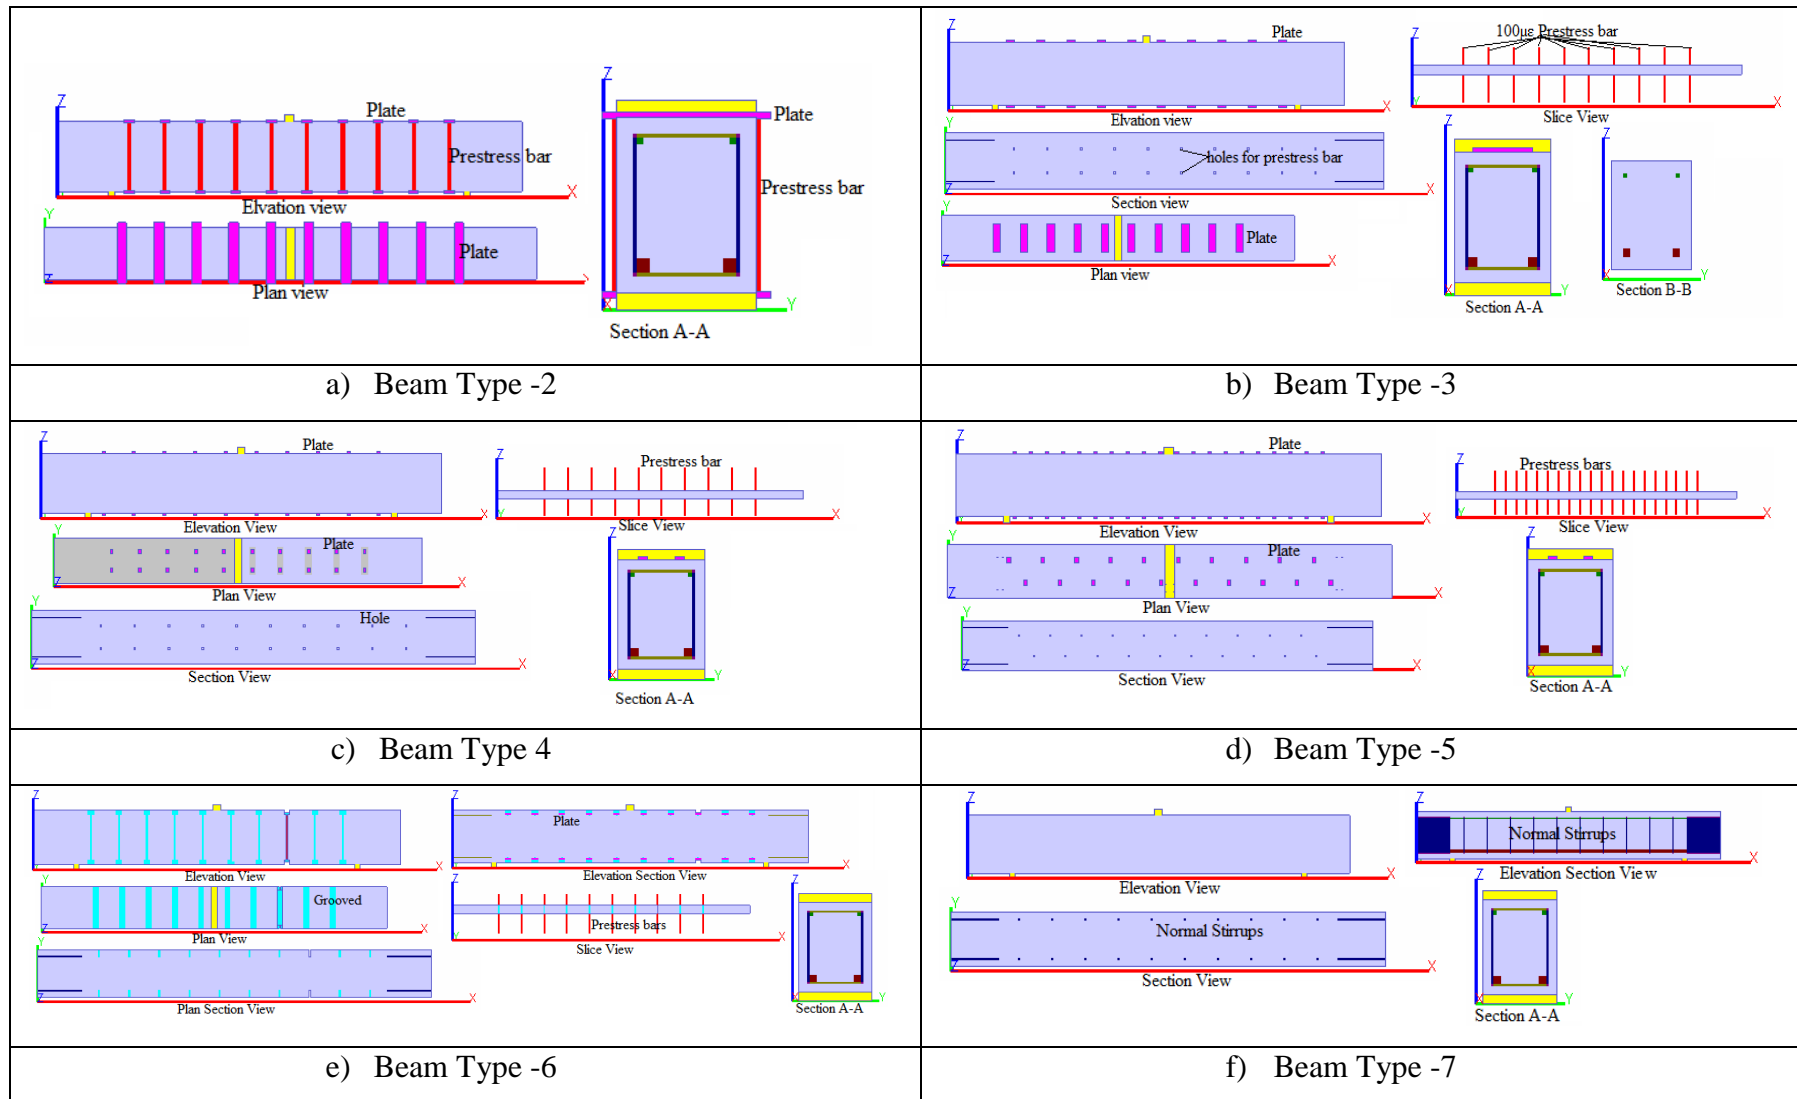 Z
Plate
Prestress bar
X
Elvation view
Y
Plate
Z
X
Plan view
Z
Plate
Prestress bar
X
Y
Section A-A
a) Beam Type -2
Z
Plate
X
Elvation view
Y
holes for prestress bar
Z
X
Section view
Y
Plate
Z
X
Plan view
Z
100με Prestress bar
Y
X
Slice View
Z
X
Y
Section A-A
Z
X
Y
Section B-B
b) Beam Type -3
Z
Plate
X
Elevation View
Y
Plate
Z
X
Plan View
Y
Hole
Z
X
Section View
Z
Prestress bar
Y
X
Slice View
Z
X
Y
Section A-A
c) Beam Type 4
Z
Plate
X
Elevation View
Y
Plate
Z
X
Plan View
Y
Z
X
Section View
Z
Prestress bars
Y
X
Slice View
Z
X
Y
Section A-A
d) Beam Type -5
Z
X
Elevation View
Y
Grooved
Z
X
Plan View
Y
Z
X
Plan Section View
Z
Plate
Y
X
Elevation Section View
Z
Prestress bars
Y
X
Slice View
Z
X
Y
Section A-A
e) Beam Type -6
Z
Y
X
Elevation View
Y
Normal Stirrups
Z
X
Section View
Z
Normal Stirrups
Y
X
Elevation Section View
Z
X
Y
Section A-A
f) Beam Type -7